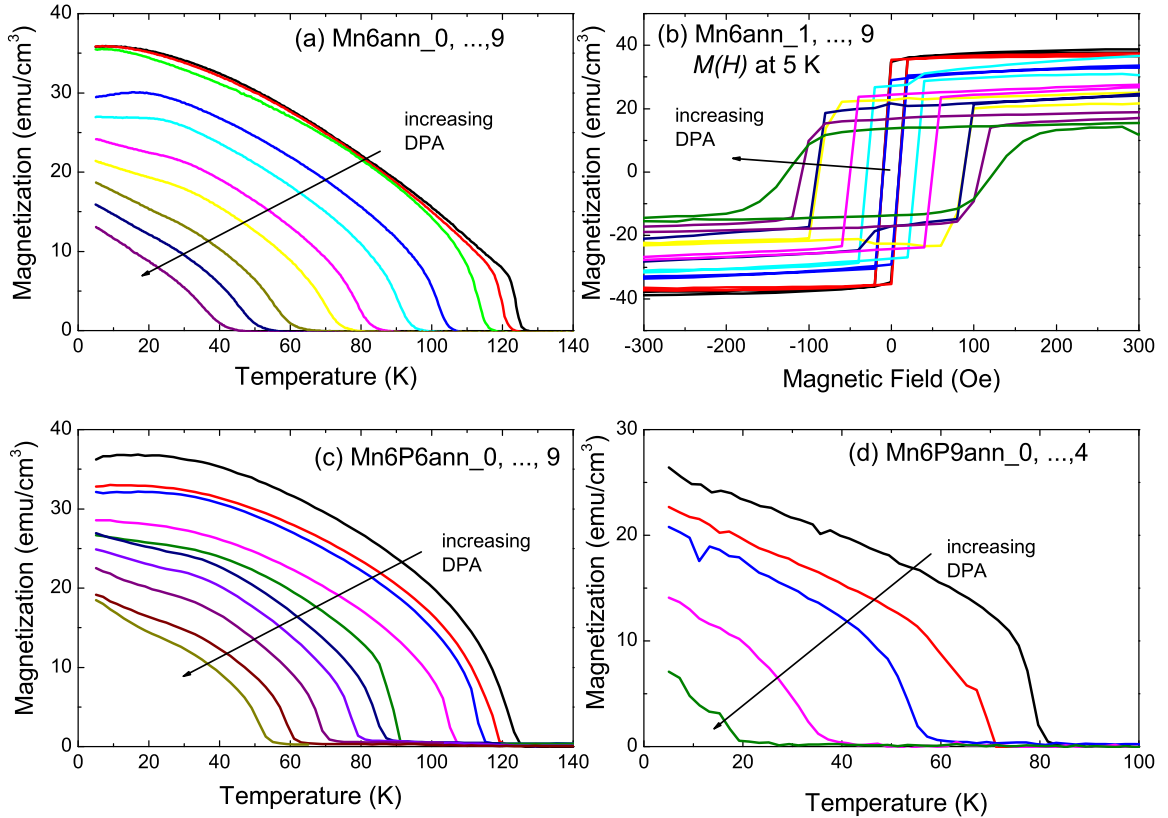 (a) Mn6ann_0, ...,9
increasing
DPA
Magnetization (emu/cm³)
40
30
20
10
0
0 20 40 60 80 100 120 140
Temperature (K)
(b) Mn6ann_1, ..., 9
M(H) at 5 K
increasing
DPA
Magnetization (emu/cm³)
40
20
0
-20
-40
-300 -200 -100 0 100 200 300
Magnetic Field (Oe)
(c) Mn6P6ann_0, ..., 9
increasing
DPA
Magnetization (emu/cm³)
40
30
20
10
0
0 20 40 60 80 100 120 140
Temperature (K)
(d) Mn6P9ann_0, ...,4
increasing
DPA
Magnetization (emu/cm³)
30
20
10
0
20 40 60 80 100
Temperature (K)